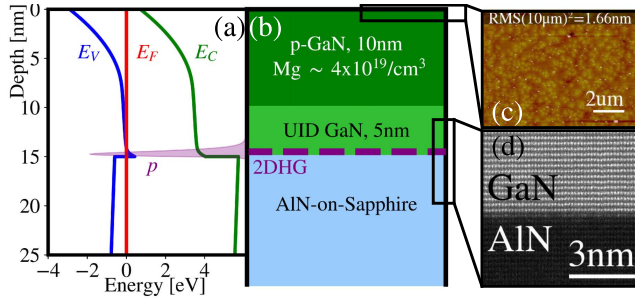 (a)
Depth [nm]
0
5
10
15
20
25
E_V
E_F
E_C
p
−4
0
4
Energy [eV]
(b)
p-GaN, 10nm
Mg ~ 4x10^19/cm^3
UID GaN, 5nm
2DHG
AlN-on-Sapphire
RMS(10μm)^2=1.66nm
2um
(c)
(d)
GaN
AlN
3nm